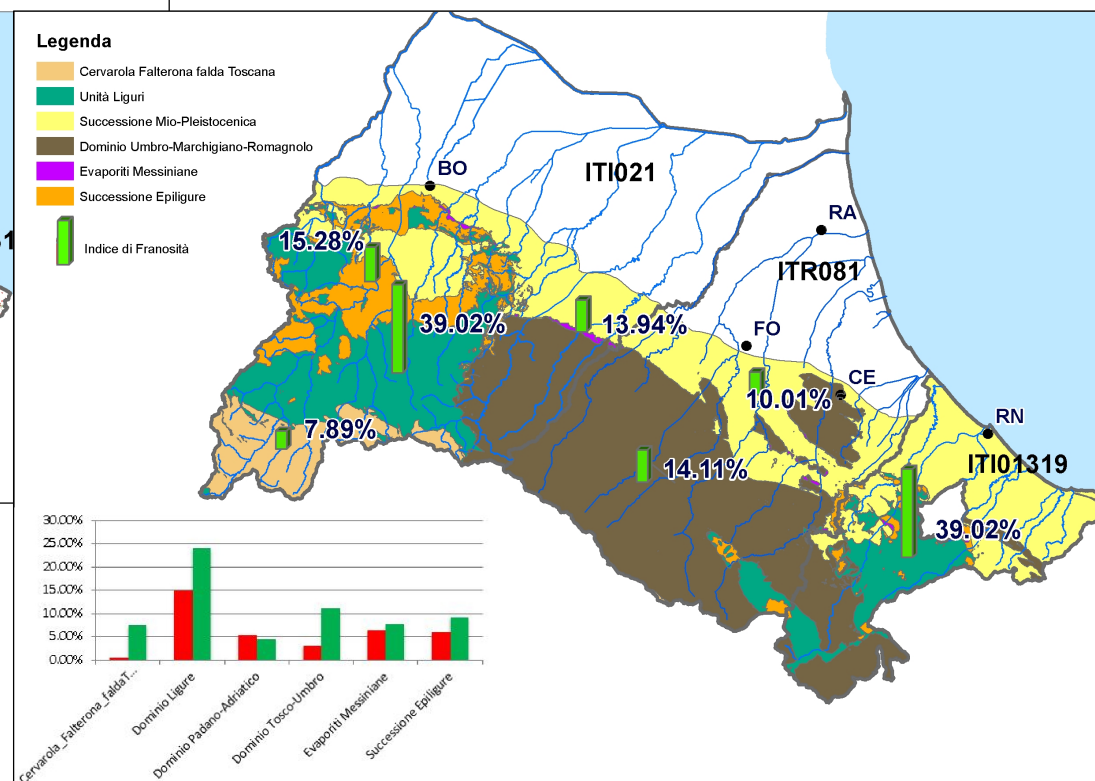 Legenda
Cervarola Falterona falda Toscana
Unità Liguri
Successione Mio-Pleistocenica
Dominio Umbro-Marchigiano-Romagnolo
Evaporiti Messiniane
Successione Epiligure
Indice di Franosità
1
BO
ITI021
RA
15.28%
ITR081
39.02%
13.94%
FO
CE
10.01%
7.89%
RN
14.11%
ITI01319
39.02%
30.00%
25.00%
20.00%
15.00%
10.00%
5.00%
0.00%
Cervarola_Falterona_faldaT...
Dominio Ligure
Dominio Padano-Adriatico
Dominio Tosco-Umbro
Evaporiti Messiniane
Successione Epiligure